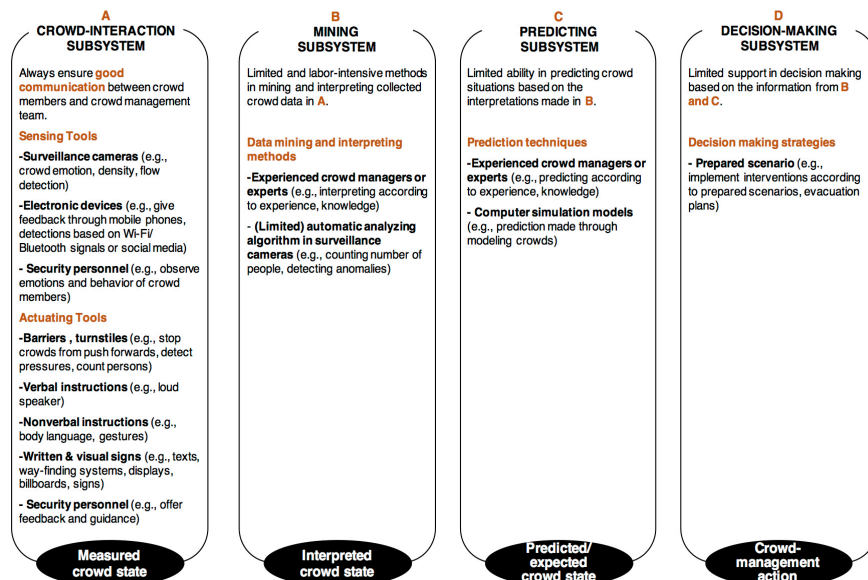 A
CROWD-INTERACTION
SUBSYSTEM
Always ensure good
communication between crowd
members and crowd management
team.
Sensing Tools
-Surveillance cameras (e.g.,
crowd emotion, density, flow
detection)
-Electronic devices (e.g., give
feedback through mobile phones,
detections based on Wi-Fi/
Bluetooth signals or social media)
- Security personnel (e.g., observe
emotions and behavior of crowd
members)
Actuating Tools
-Barriers , turnstiles (e.g., stop
crowds from push forwards, detect
pressures, count persons)
-Verbal instructions (e.g., loud
speaker)
-Nonverbal instructions (e.g.,
body language, gestures)
-Written & visual signs (e.g., texts,
way-finding systems, displays,
billboards, signs)
- Security personnel (e.g., offer
feedback and guidance)
Measured
crowd state
B
MINING
SUBSYSTEM
Limited and labor-intensive methods
in mining and interpreting collected
crowd data in A.
Data mining and interpreting
methods
-Experienced crowd managers or
experts (e.g., interpreting according
to experience, knowledge)
- (Limited) automatic analyzing
algorithm in surveillance
cameras (e.g., counting number of
people, detecting anomalies)
Interpreted
crowd state
C
PREDICTING
SUBSYSTEM
Limited ability in predicting crowd
situations based on the
interpretations made in B.
Prediction techniques
-Experienced crowd managers or
experts (e.g., predicting according
to experience, knowledge)
- Computer simulation models
(e.g., prediction made through
modeling crowds)
Predicted/
expected
crowd state
D
DECISION-MAKING
SUBSYSTEM
Limited support in decision making
based on the information from B
and C.
Decision making strategies
- Prepared scenario (e.g.,
implement interventions according
to prepared scenarios, evacuation
plans)
Crowd-
management
action